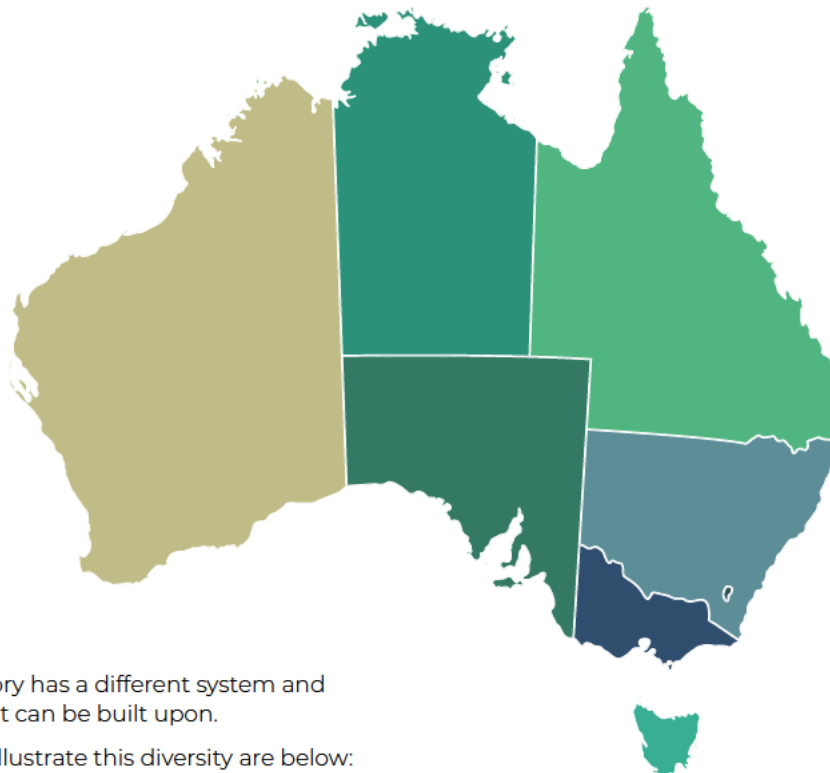 ory has a different system and
t can be built upon.
llustrate this diversity are below: